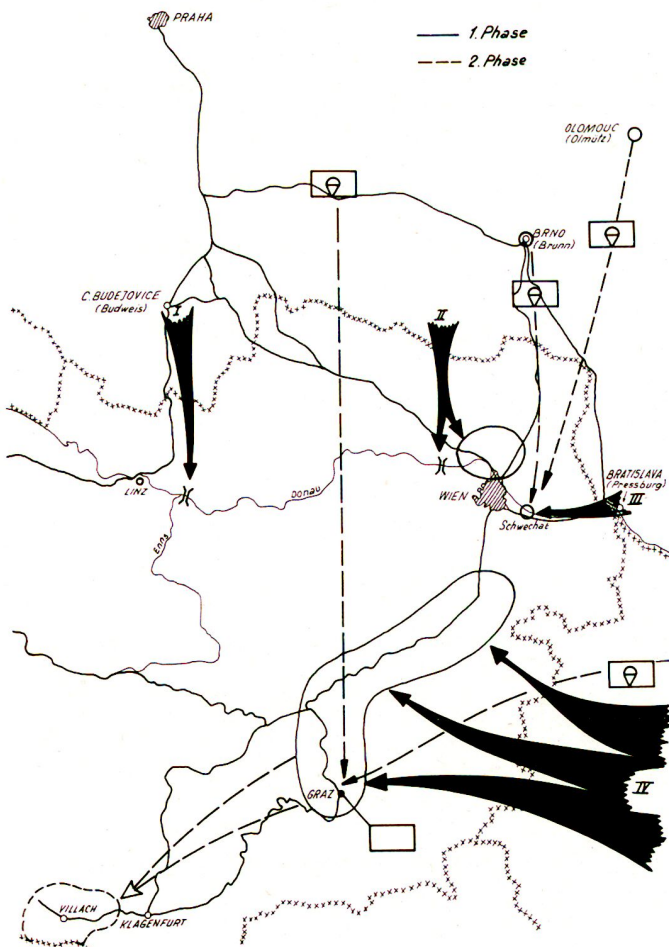 PRAHA
1. Phase
2. Phase
OLOMOUC
(Olmutz)
BRNO
(Brunn)
C. BUDEJOVICE
(Budweis)
I
II
LINZ
Donau
WIEN
BRATISLAVA
(Pressburg)
III
Schwechat
Enns
IV
GRAZ
VILLACH
KLAGENFURT